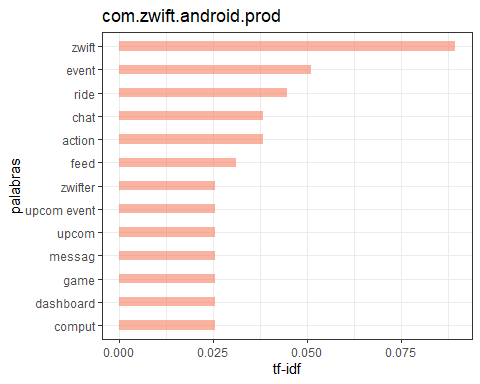 com.zwift.android.prod
zwift
event
ride
chat
action
feed
zwifter
upcom event
upcom
messag
game
dashboard
comput
palabras
0.000 0.025 0.050 0.075
tf-idf